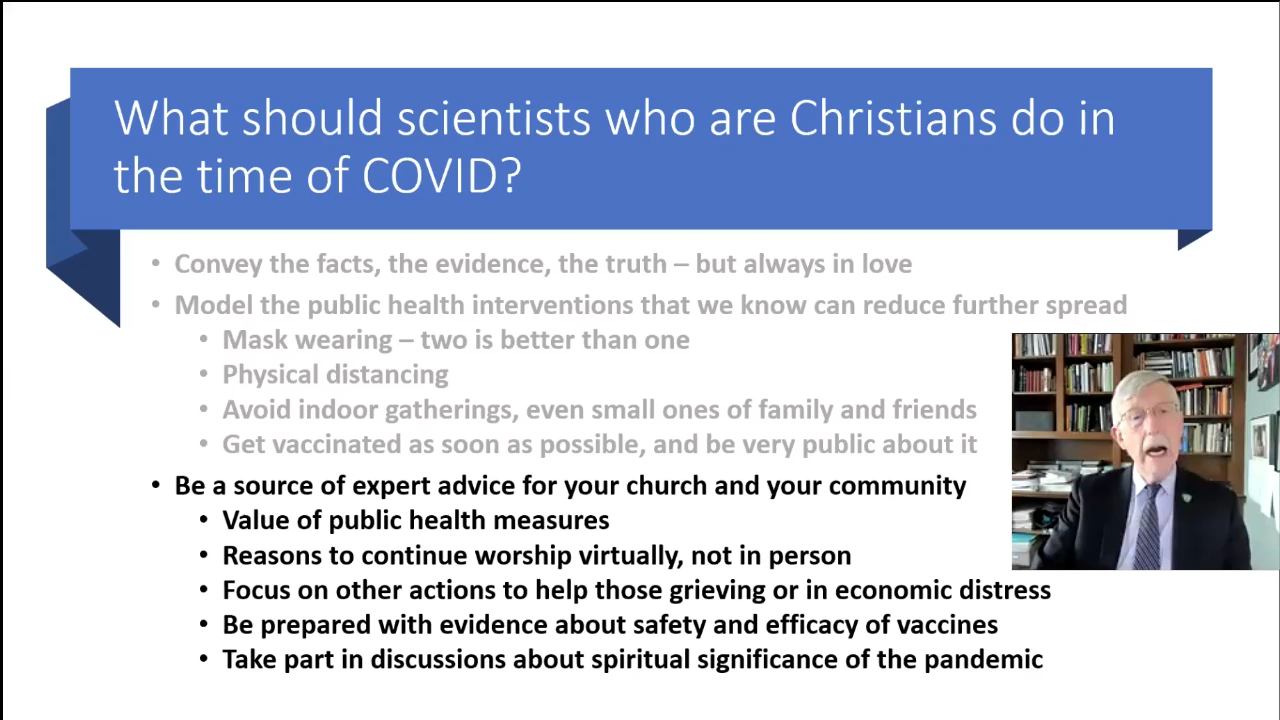 What should scientists who are Christians do in
the time of COVID?
• Convey the facts, the evidence, the truth – but always in love
• Model the public health interventions that we know can reduce further spread
• Mask wearing – two is better than one
• Physical distancing
• Avoid indoor gatherings, even small ones of family and friends
• Get vaccinated as soon as possible, and be very public about it
• Be a source of expert advice for your church and your community
• Value of public health measures
• Reasons to continue worship virtually, not in person
• Focus on other actions to help those grieving or in economic distress
• Be prepared with evidence about safety and efficacy of vaccines
• Take part in discussions about spiritual significance of the pandemic